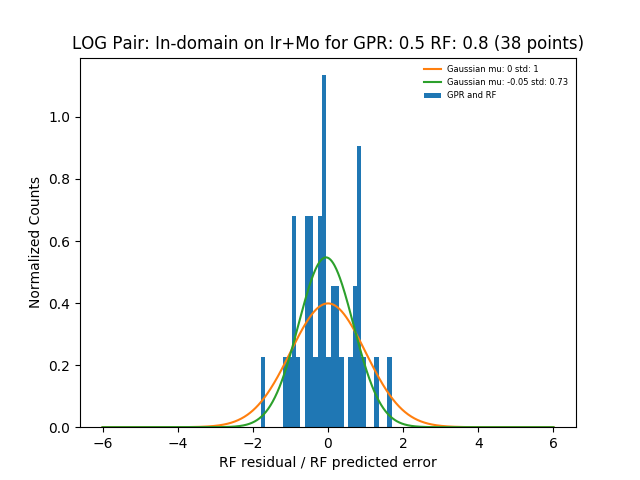 LOG Pair: In-domain on Ir+Mo for GPR: 0.5 RF: 0.8 (38 points)
Gaussian mu: 0 std: 1
Gaussian mu: -0.05 std: 0.73
GPR and RF
Normalized Counts
1.0
0.8
0.6
0.4
0.2
0.0
−6 −4 −2 0 2 4 6
RF residual / RF predicted error